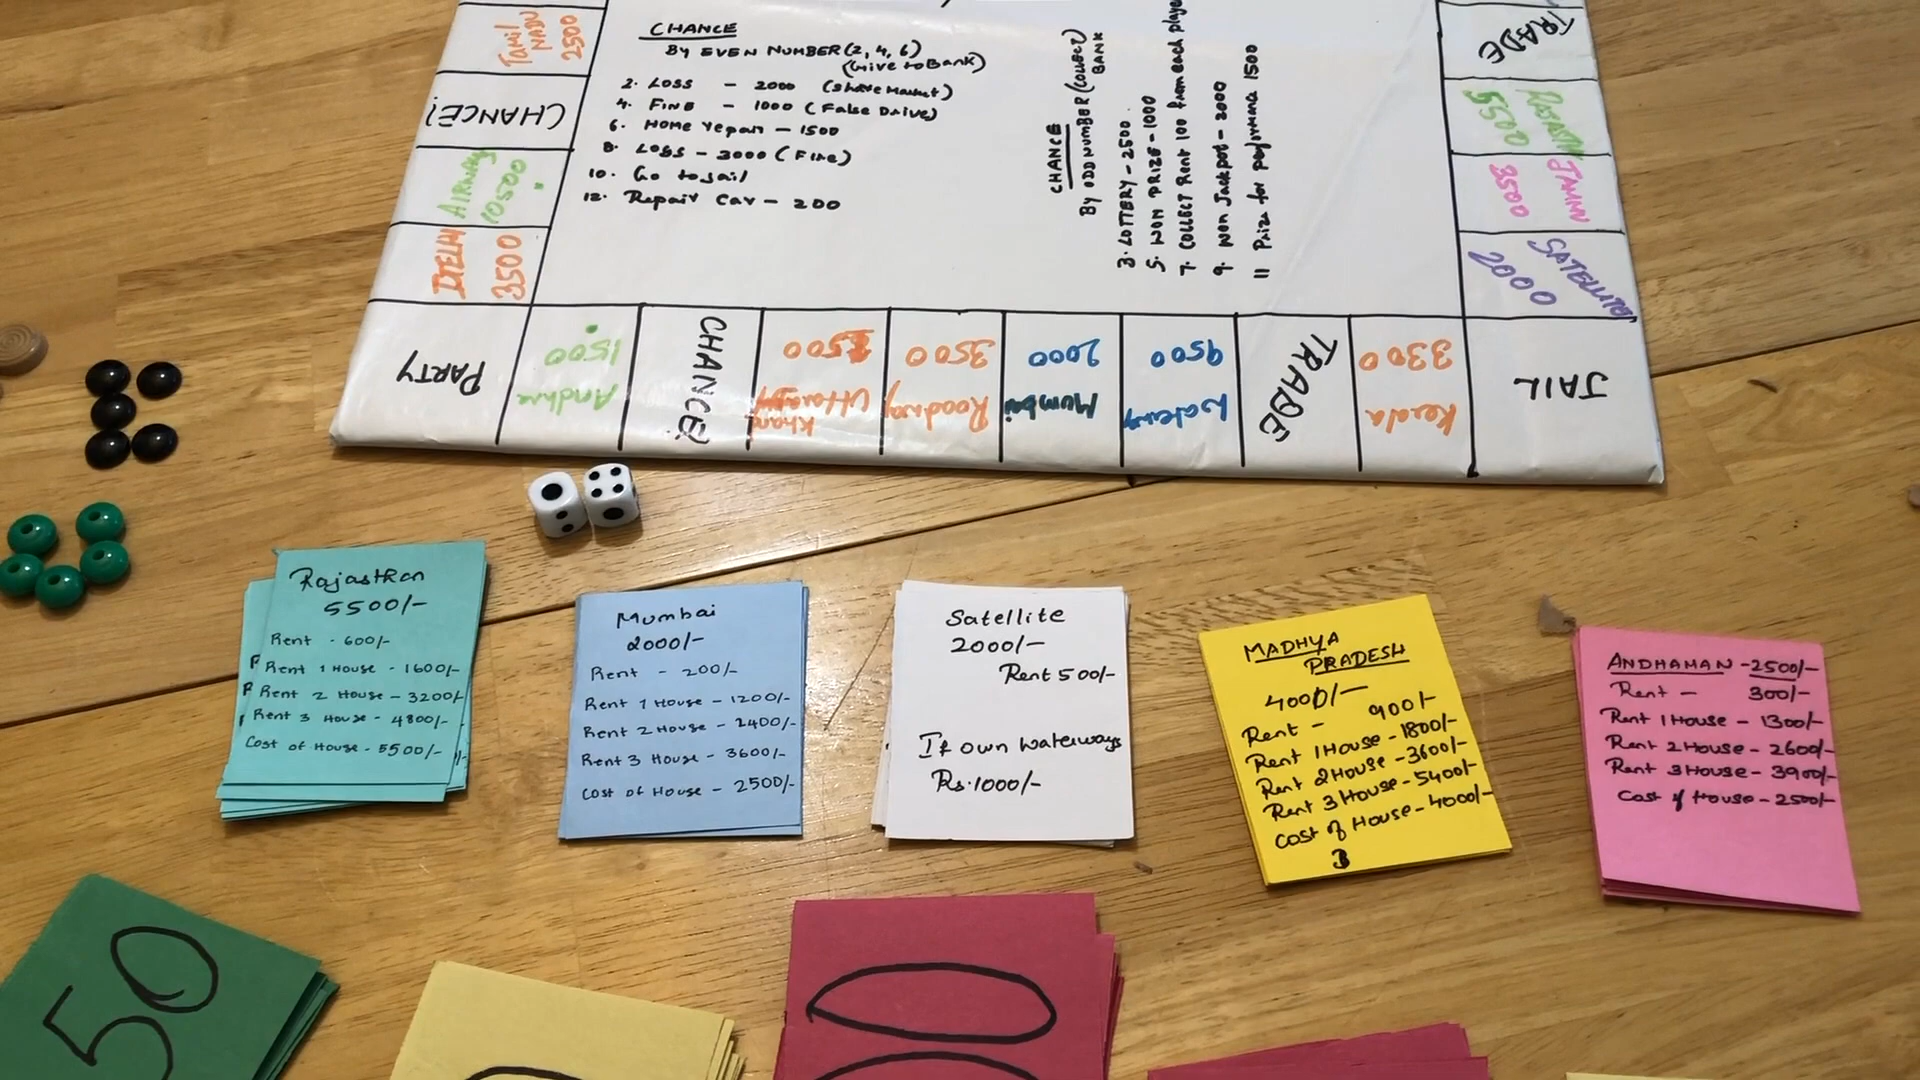 Tamil
NADU
2500
CHANCE!
AIRWAYS
10500
DELHI
3500
CHANCE
BY EVEN NUMBER (2, 4, 6)
(Give to Bank)
2. LOSS - 2000 (Share Market)
4. FINE - 1000 (False Drive)
6. Home repair - 1500
8. LOSS - 3000 (Fine)
10. Go to Jail
12. Repair Car - 200
CHANCE
By ODD NUMBER (COLLECT)
BANK
3. LOTTERY - 2500
5. WON PRIZE - 1000
7. COLLECT Rent 100 from each player
9. WON Jackpot - 2000
11 Prize for Performance 1500
TRADE
5500
3500
JAMMU
SATELLITE
2000
PARTY
Andhra
1500
CHANCE!
Uttara
Khand
500
Roadway
3500
Mumbai
2000
9500
TRADE
Kerala
3300
JAIL
Rajasthan
5500/-
Rent - 600/-
Rent 1 House - 1600/-
Rent 2 House - 3200/-
Rent 3 House - 4800/-
Cost of House - 5500/-
Mumbai
2000/-
Rent - 200/-
Rent 1 House - 1200/-
Rent 2 House - 2400/-
Rent 3 House - 3600/-
Cost of House - 2500/-
Satellite
2000/-
Rent 500/-
If own waterways
Rs. 1000/-
MADHYA
PRADESH
4000/-
Rent - 900/-
Rent 1 House - 1800/-
Rent 2 House - 3600/-
Rent 3 House - 5400/-
Cost of House - 4000/-
3
ANDHAMAN - 2500/-
Rent - 300/-
Rent 1 House - 1300/-
Rent 2 House - 2600/-
Rent 3 House - 3900/-
Cost of House - 2500/-
50